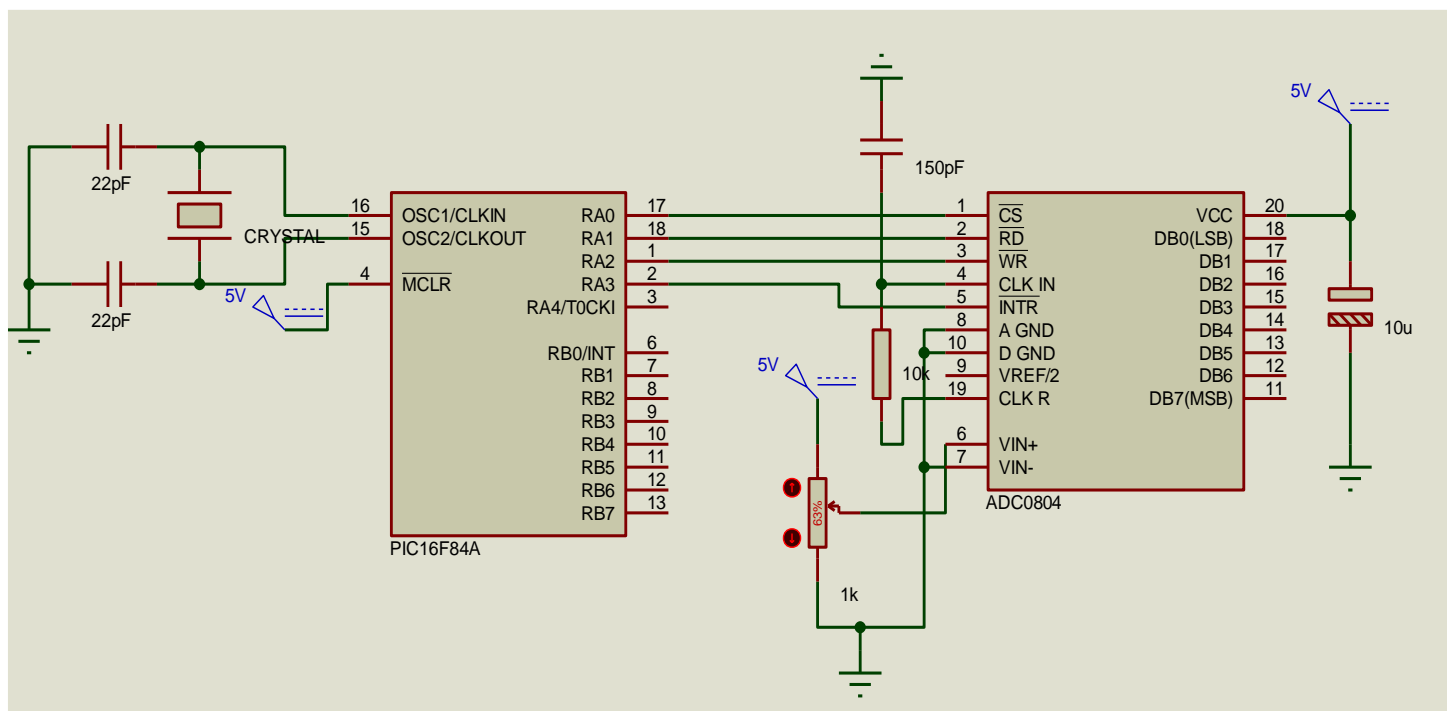 5V
150pF
22pF
CRYSTAL
22pF
5V
16 OSC1/CLKIN RA0 17
15 OSC2/CLKOUT RA1 18
RA2 1
4 MCLR RA3 2
RA4/T0CKI 3
RB0/INT 6
RB1 7
RB2 8
RB3 9
RB4 10
RB5 11
RB6 12
RB7 13
PIC16F84A
1 CS VCC 20
2 RD DB0(LSB) 18
3 WR DB1 17
4 CLK IN DB2 16
5 INTR DB3 15
8 A GND DB4 14
10 D GND DB5 13
9 VREF/2 DB6 12
19 CLK R DB7(MSB) 11
6 VIN+
7 VIN-
ADC0804
10k
5V
63%
1k
10u